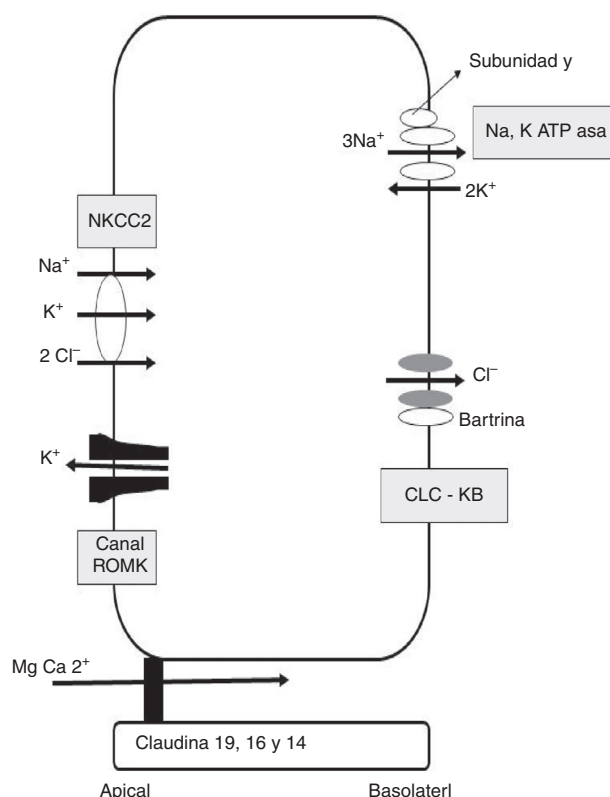 Subunidad y
3Na+
Na, K ATP asa
2K+
NKCC2
Na+
K+
2 Cl−
Cl−
Bartrina
K+
CLC - KB
Canal
ROMK
Mg Ca 2+
Claudina 19, 16 y 14
Apical
Basolaterl